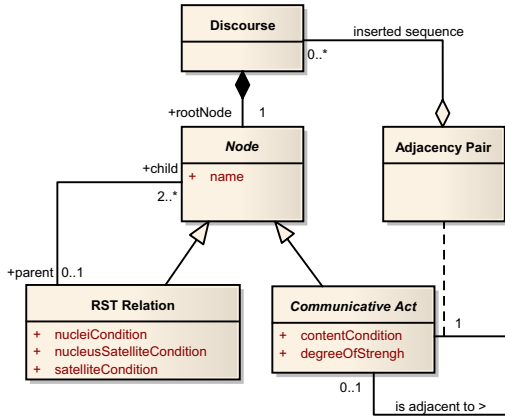 Discourse
inserted sequence
0..*
+rootNode 1
Node
+ name
Adjacency Pair
+child
2..*
+parent 0..1
RST Relation
+ nucleiCondition
+ nucleusSatelliteCondition
+ satelliteCondition
Communicative Act
+ contentCondition
+ degreeOfStrengh
1
0..1
is adjacent to >